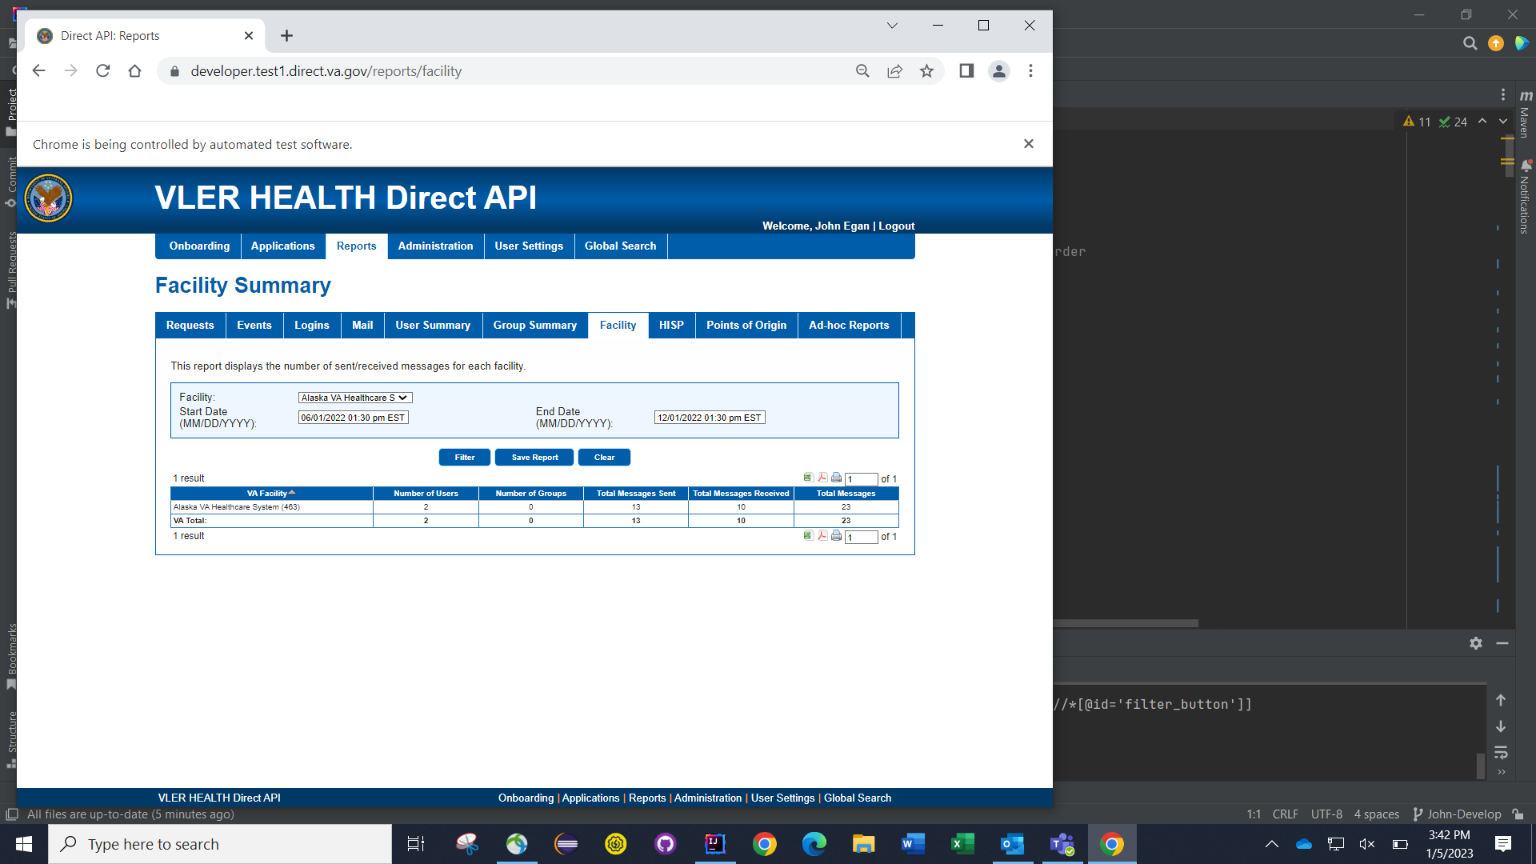 Direct API: Reports
developer.test1.direct.va.gov/reports/facility
Chrome is being controlled by automated test software.
VLER HEALTH Direct API
Welcome, John Egan | Logout
Onboarding Applications Reports Administration User Settings Global Search
Facility Summary
Requests Events Logins Mail User Summary Group Summary Facility HISP Points of Origin Ad-hoc Reports
This report displays the number of sent/received messages for each facility.
Facility: Alaska VA Healthcare S
Start Date (MM/DD/YYYY): 06/01/2022 01:30 pm EST End Date (MM/DD/YYYY): 12/01/2022 01:30 pm EST
Filter Save Report Clear
1 result 1 of 1
VA Facility Number of Users Number of Groups Total Messages Sent Total Messages Received Total Messages
Alaska VA Healthcare System (463) 2 0 13 10 23
VA Total: 2 0 13 10 23
1 result 1 of 1
VLER HEALTH Direct API Onboarding | Applications | Reports | Administration | User Settings | Global Search
Project
Commit
Pull Requests
Bookmarks
Structure
11 24
m
Maven
Notifications
rder
//*[@id='filter_button']]
All files are up-to-date (5 minutes ago) 1:1 CRLF UTF-8 4 spaces John-Develop
Type here to search
3:42 PM
1/5/2023